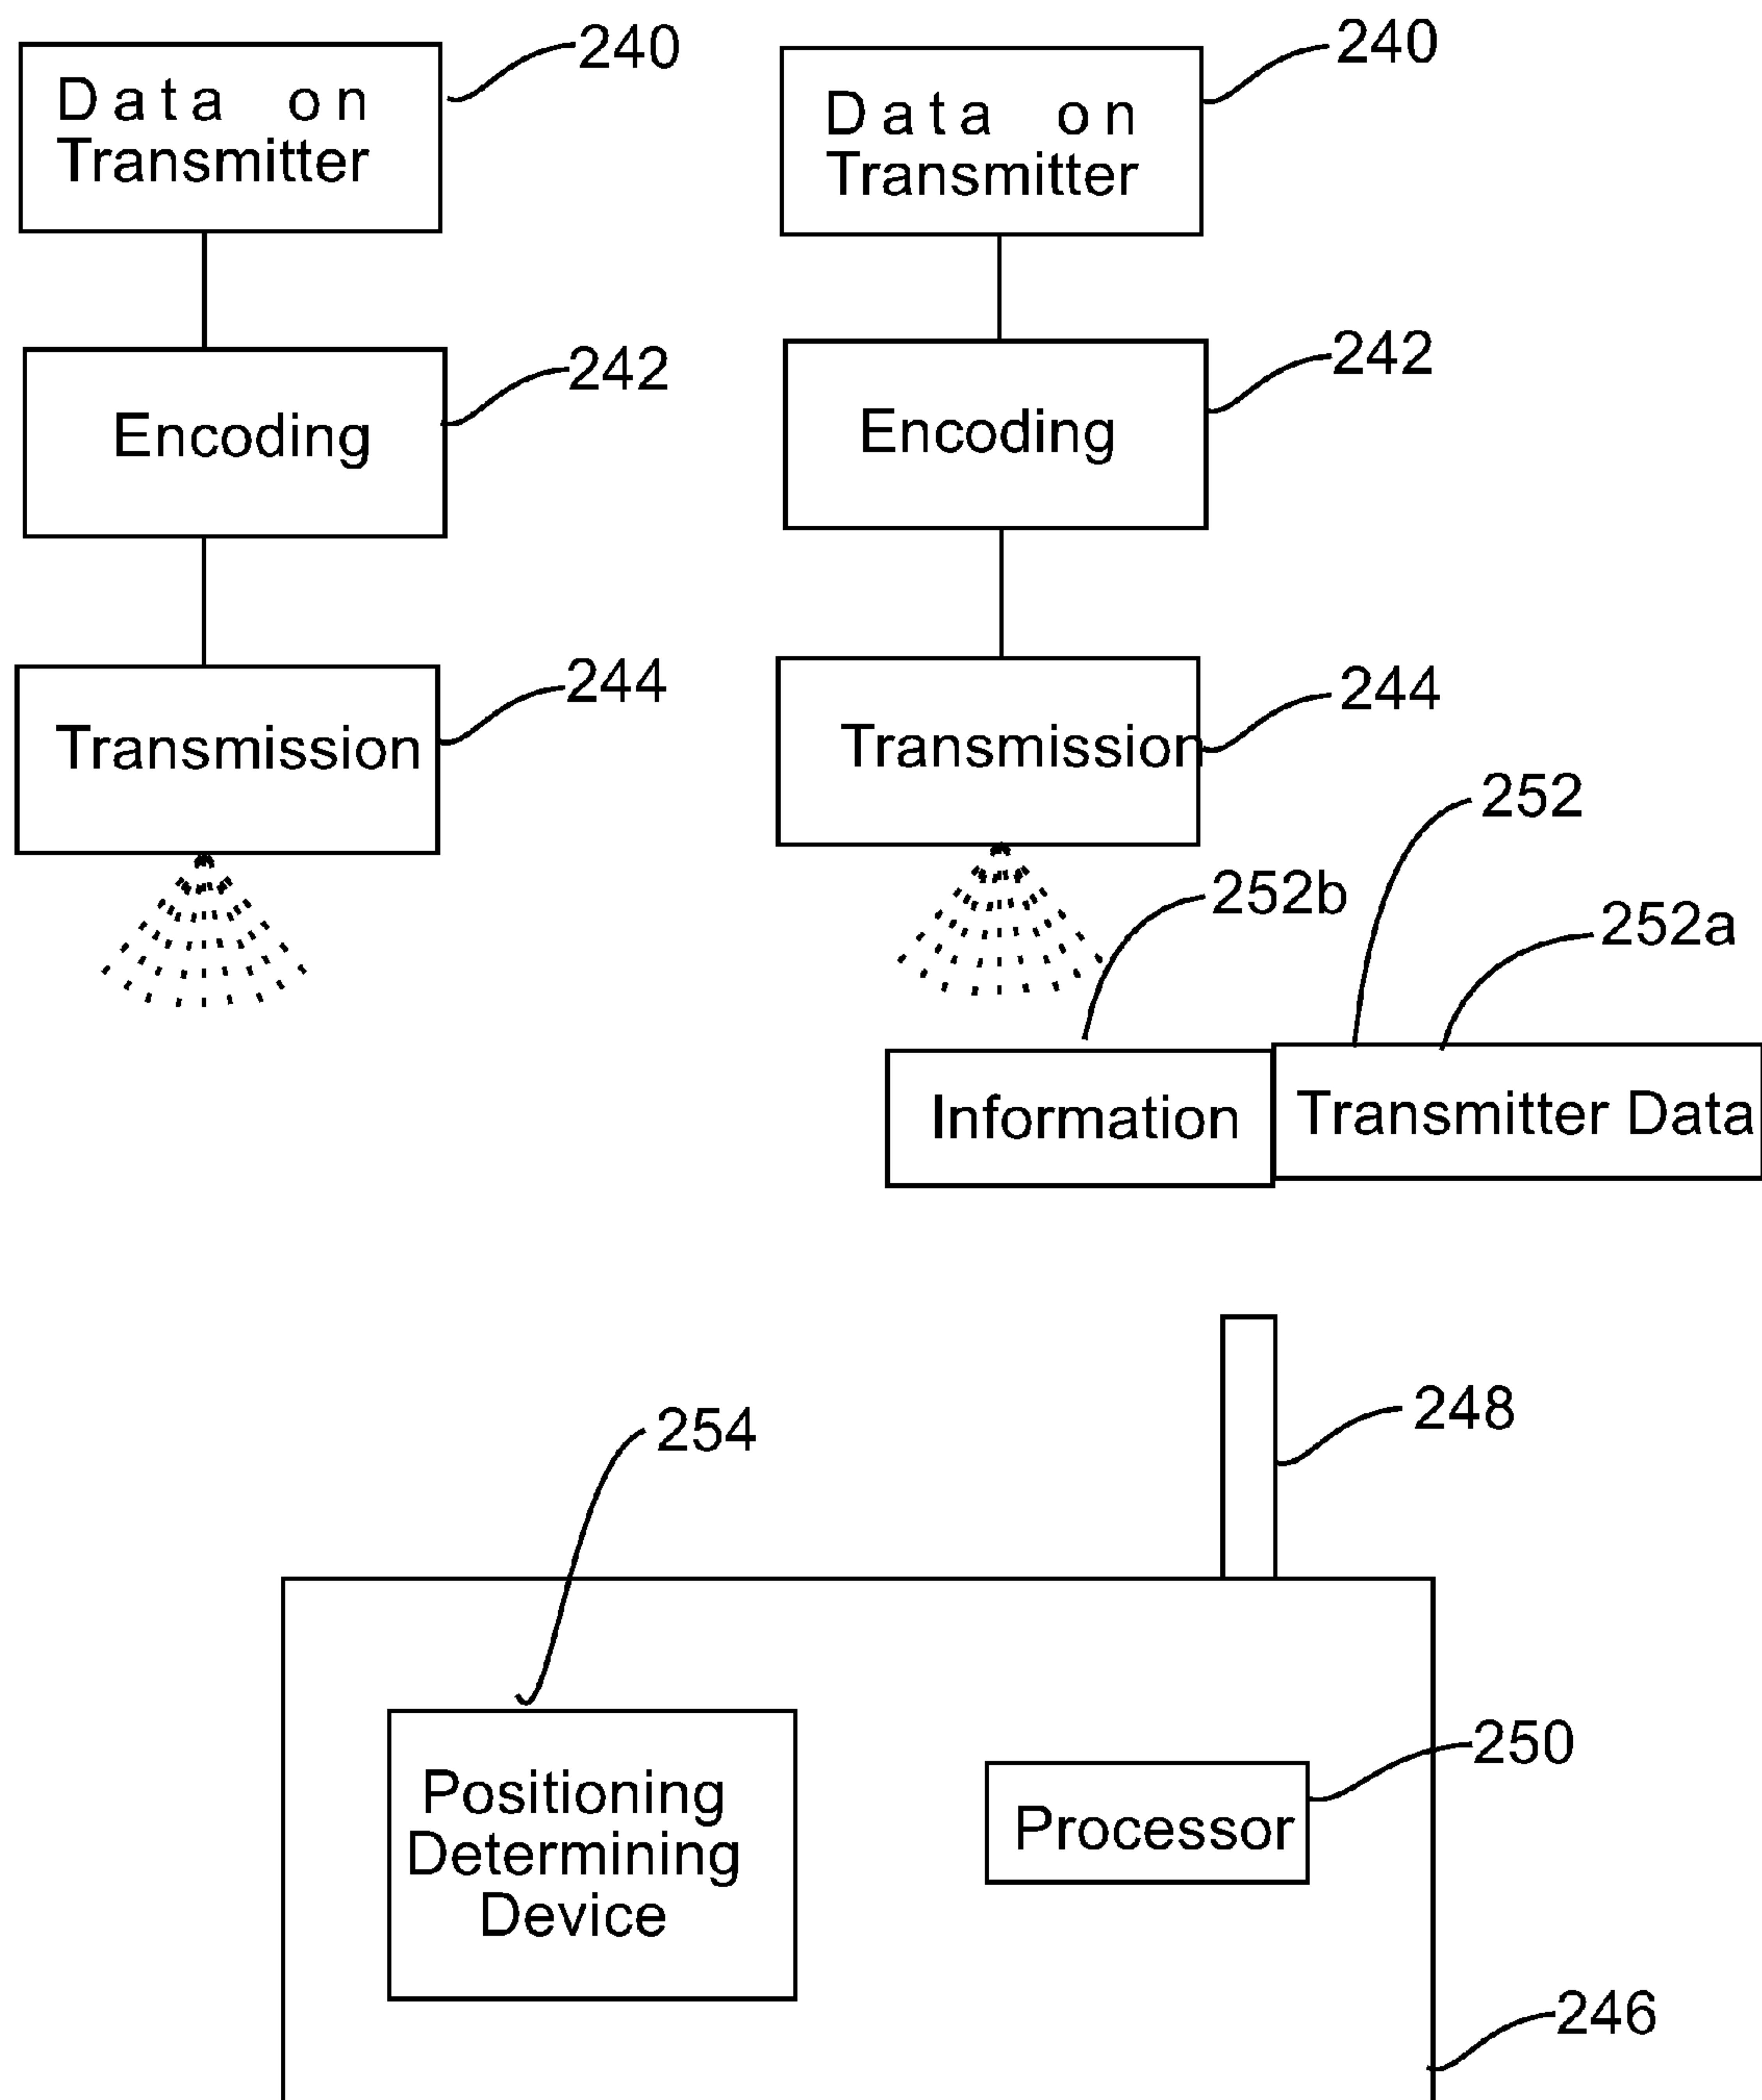 240
240
Data on
Transmitter
Data on
Transmitter
242
242
Encoding
Encoding
244
244
Transmission
Transmission
252
252b
252a
Information
Transmitter Data
248
254
250
Positioning
Determining
Device
Processor
246